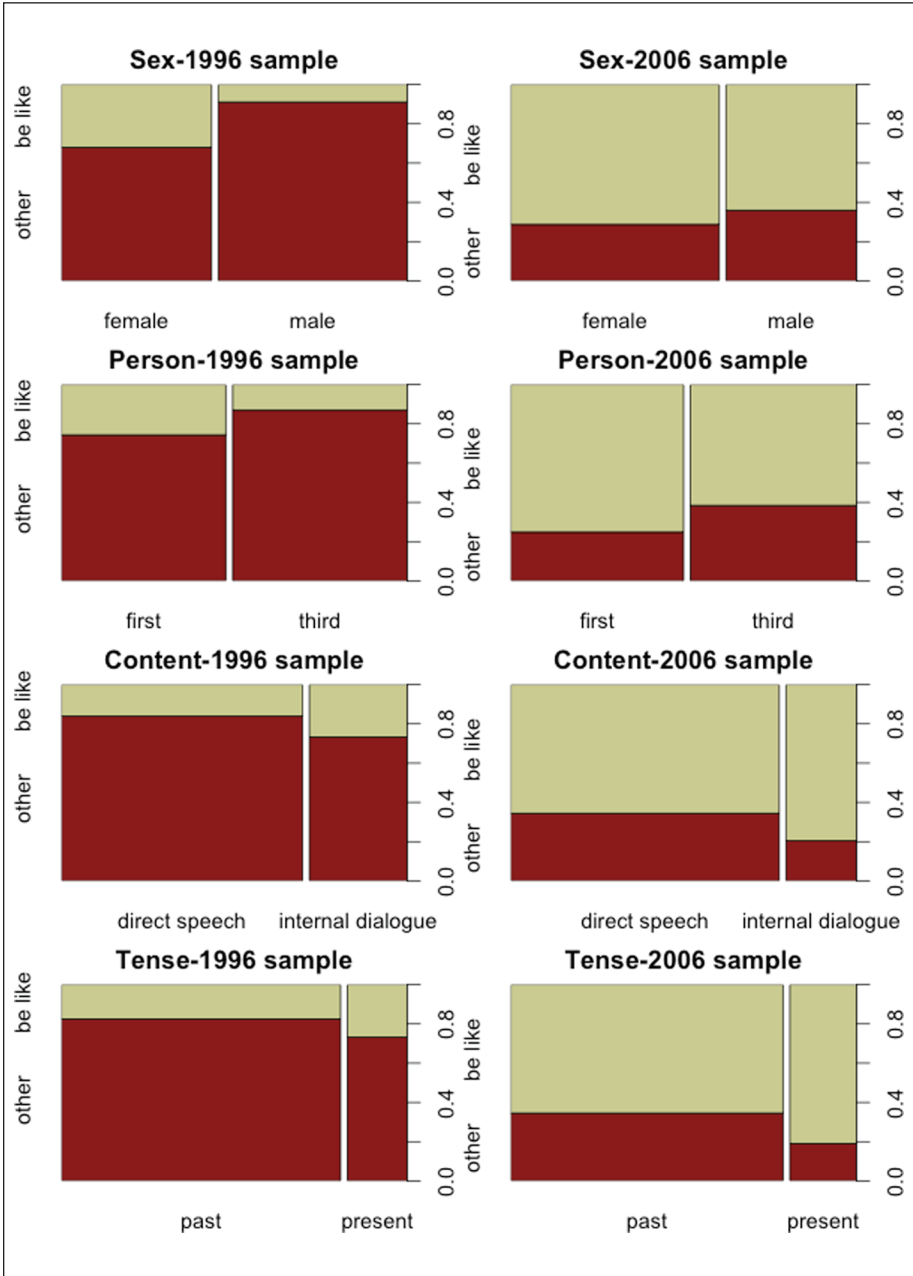 Sex-1996 sample
other be like
0.0 0.4 0.8
female male
Sex-2006 sample
other be like
0.0 0.4 0.8
female male
Person-1996 sample
other be like
0.0 0.4 0.8
first third
Person-2006 sample
other be like
0.0 0.4 0.8
first third
Content-1996 sample
other be like
0.0 0.4 0.8
direct speech internal dialogue
Content-2006 sample
other be like
0.0 0.4 0.8
direct speech internal dialogue
Tense-1996 sample
other be like
0.0 0.4 0.8
past present
Tense-2006 sample
other be like
0.0 0.4 0.8
past present